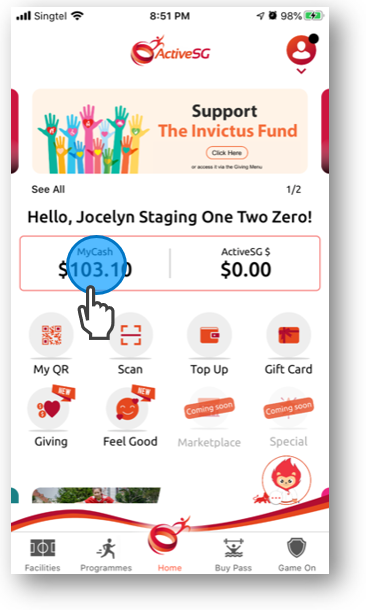 Singtel 8:51 PM 98%
ActiveSG
Support
The Invictus Fund
Click Here
or access it via the Giving Menu
See All 1/2
Hello, Jocelyn Staging One Two Zero!
MyCash ActiveSG $
$103.10 $0.00
My QR Scan Top Up Gift Card
NEW NEW Coming soon Coming soon
Giving Feel Good Marketplace Special
Facilities Programmes Home Buy Pass Game On